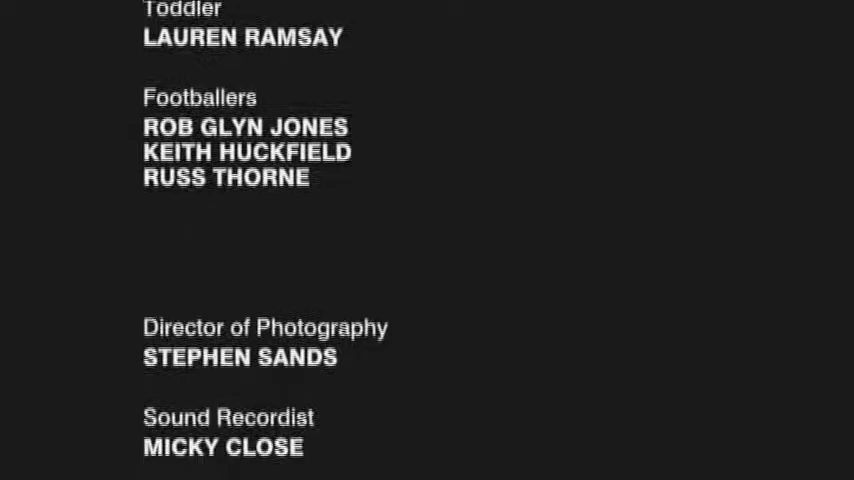 Toddler
LAUREN RAMSAY
Footballers
ROB GLYN JONES
KEITH HUCKFIELD
RUSS THORNE
Director of Photography
STEPHEN SANDS
Sound Recordist
MICKY CLOSE